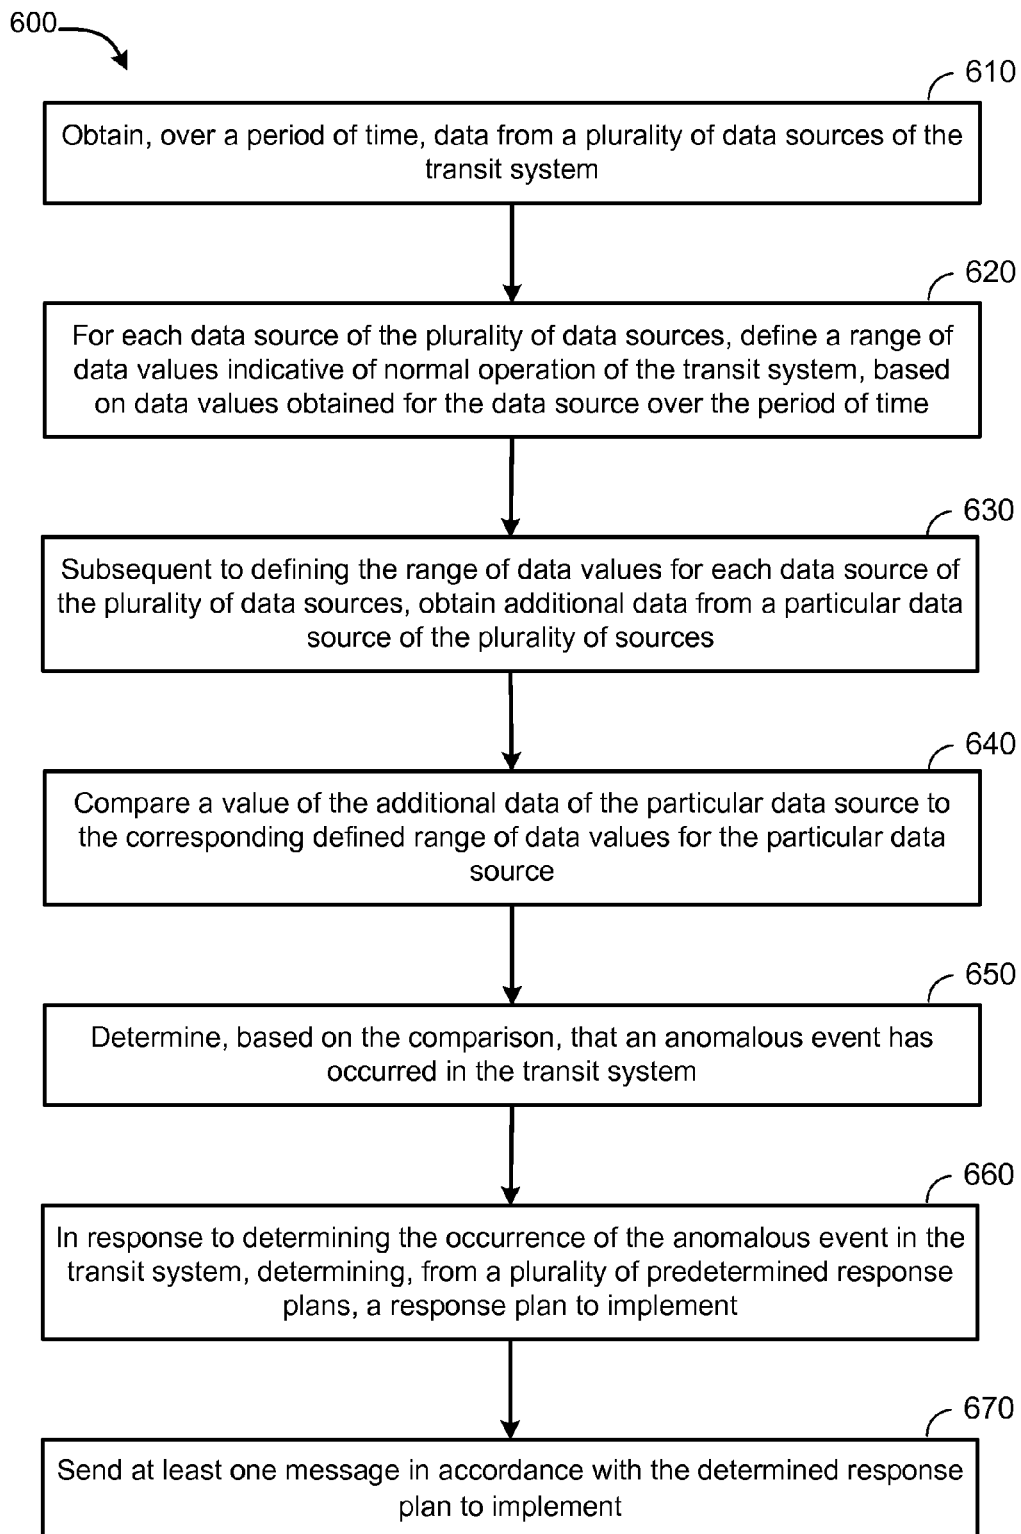 600
610
Obtain, over a period of time, data from a plurality of data sources of the
transit system
620
For each data source of the plurality of data sources, define a range of
data values indicative of normal operation of the transit system, based
on data values obtained for the data source over the period of time
630
Subsequent to defining the range of data values for each data source of
the plurality of data sources, obtain additional data from a particular data
source of the plurality of sources
640
Compare a value of the additional data of the particular data source to
the corresponding defined range of data values for the particular data
source
650
Determine, based on the comparison, that an anomalous event has
occurred in the transit system
660
In response to determining the occurrence of the anomalous event in the
transit system, determining, from a plurality of predetermined response
plans, a response plan to implement
670
Send at least one message in accordance with the determined response
plan to implement